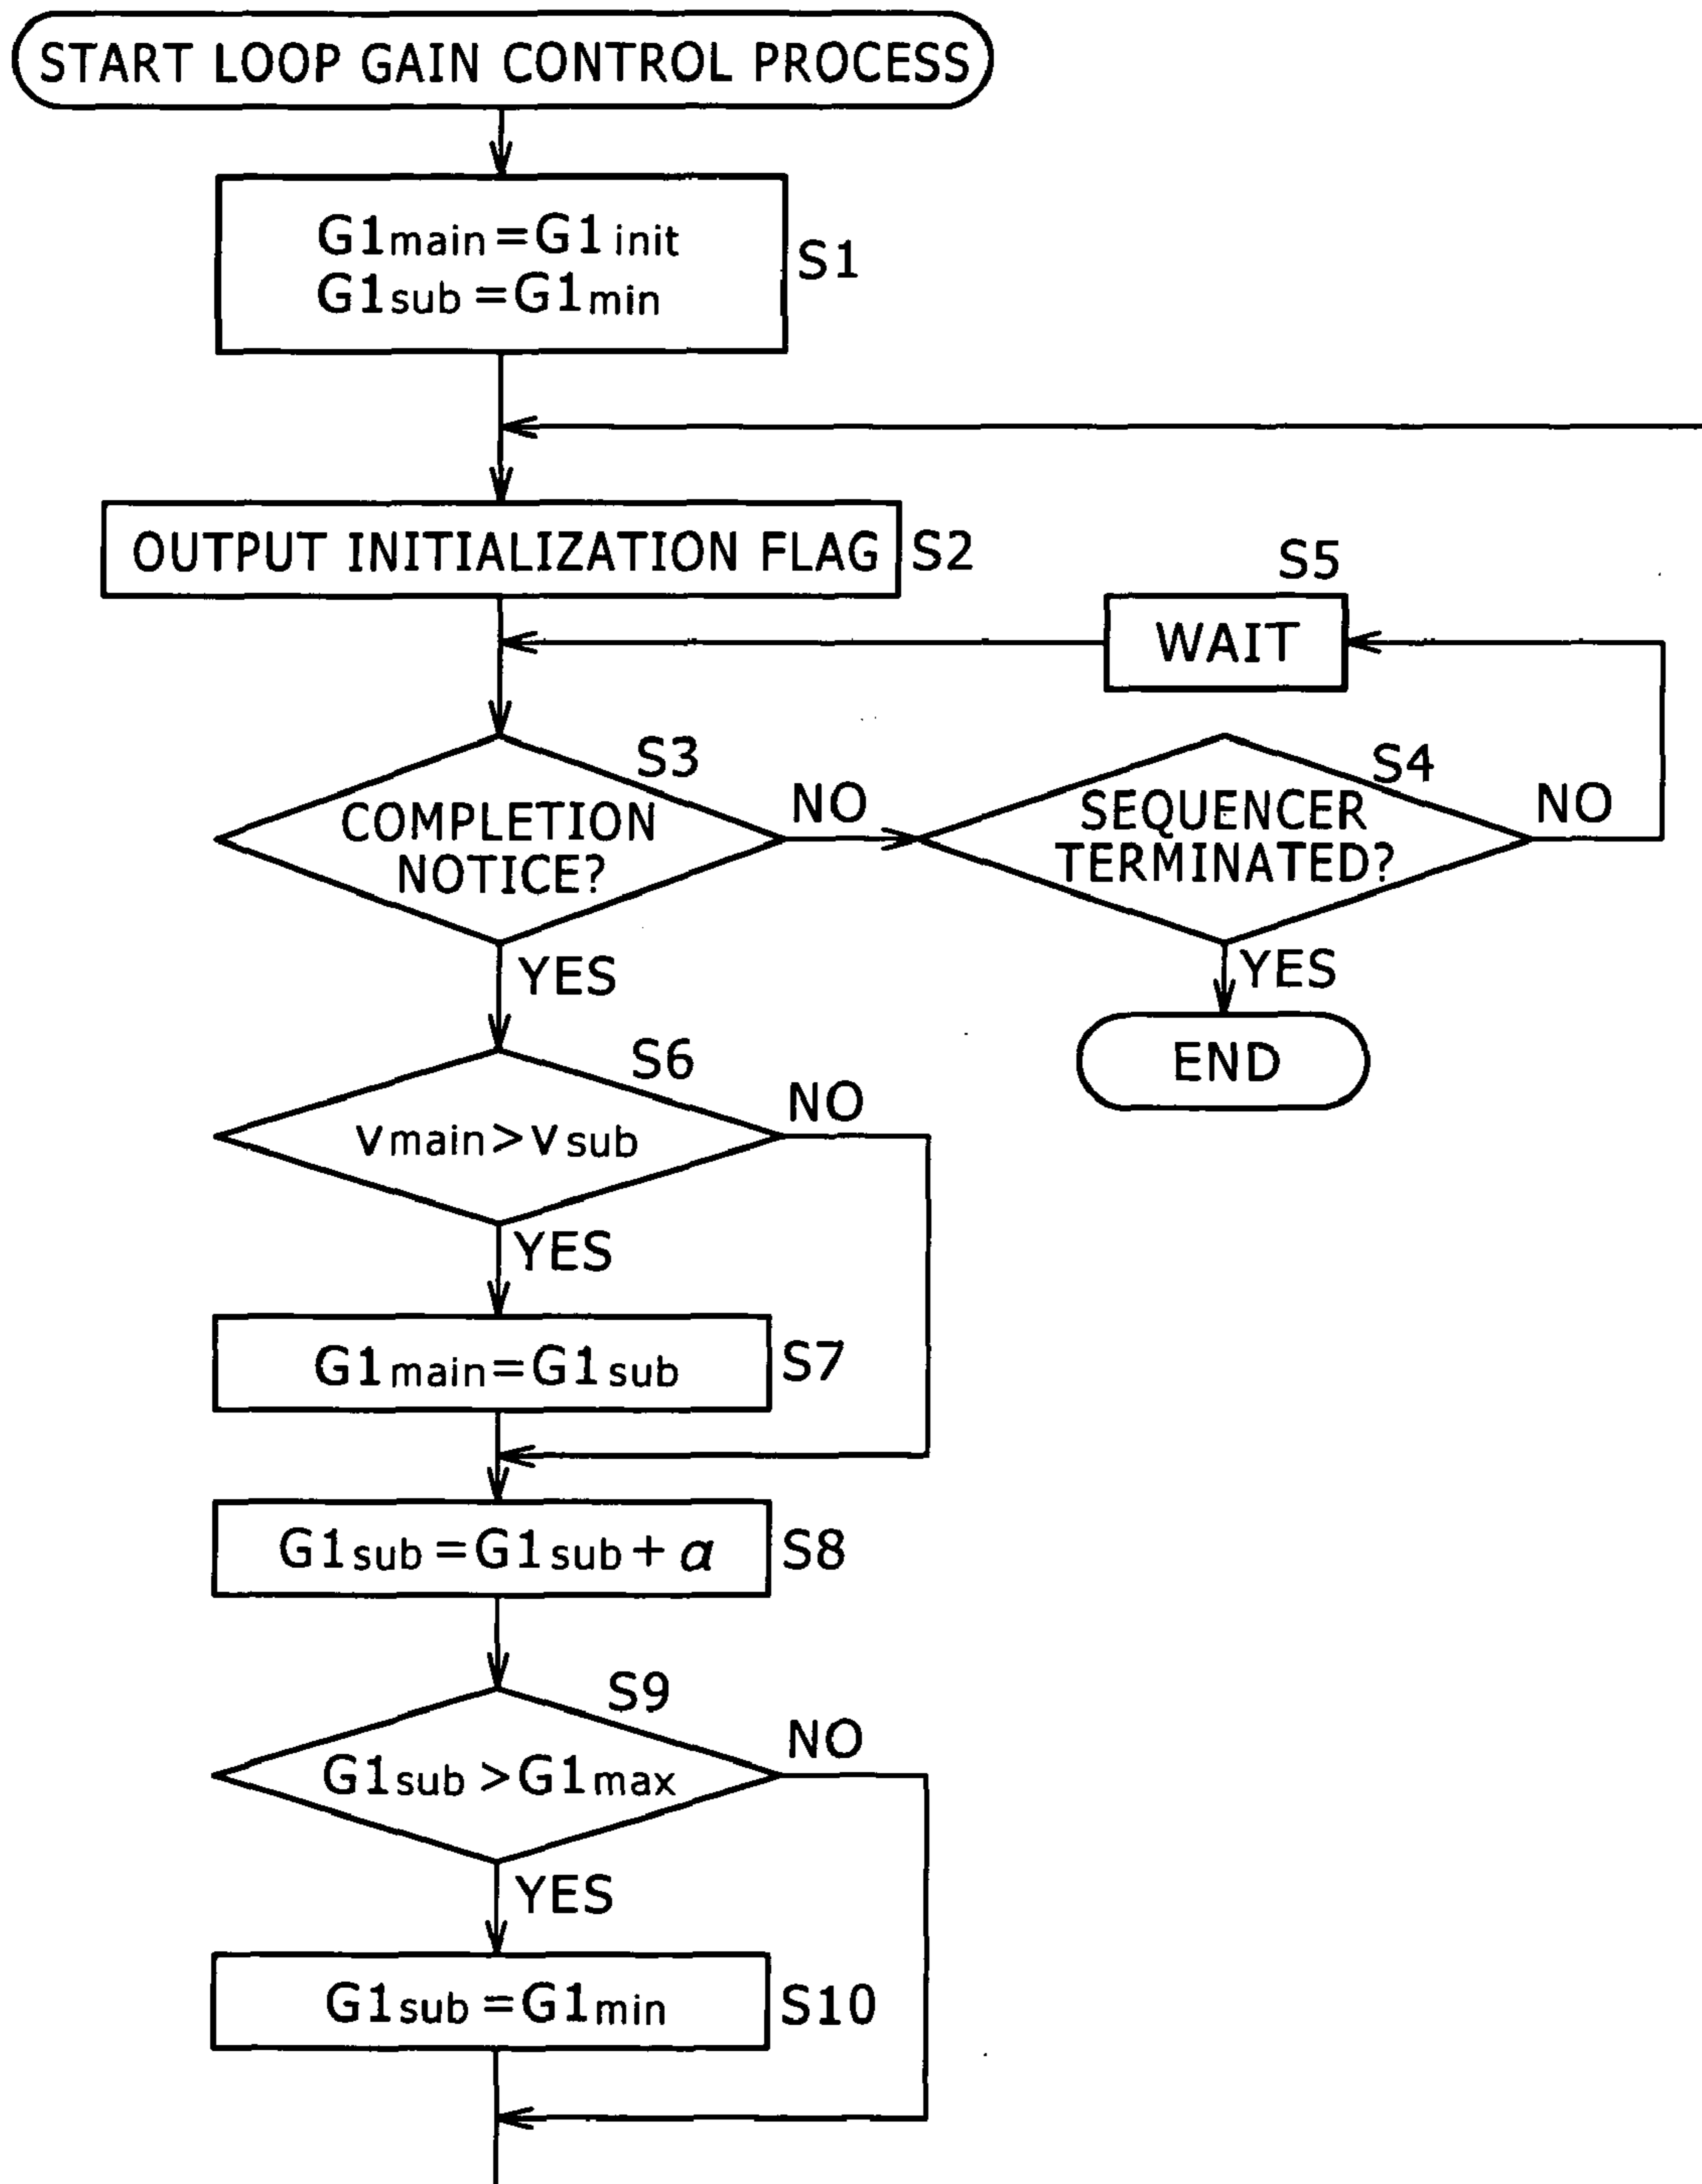 START LOOP GAIN CONTROL PROCESS
G1main=G1init
G1sub=G1min
S1
OUTPUT INITIALIZATION FLAG
S2
S5
WAIT
S3
COMPLETION
NOTICE?
NO
S4
SEQUENCER
TERMINATED?
NO
YES
YES
END
S6
vmain>vsub
NO
YES
G1main=G1sub
S7
G1sub=G1sub+α
S8
S9
G1sub>G1max
NO
YES
G1sub=G1min
S10